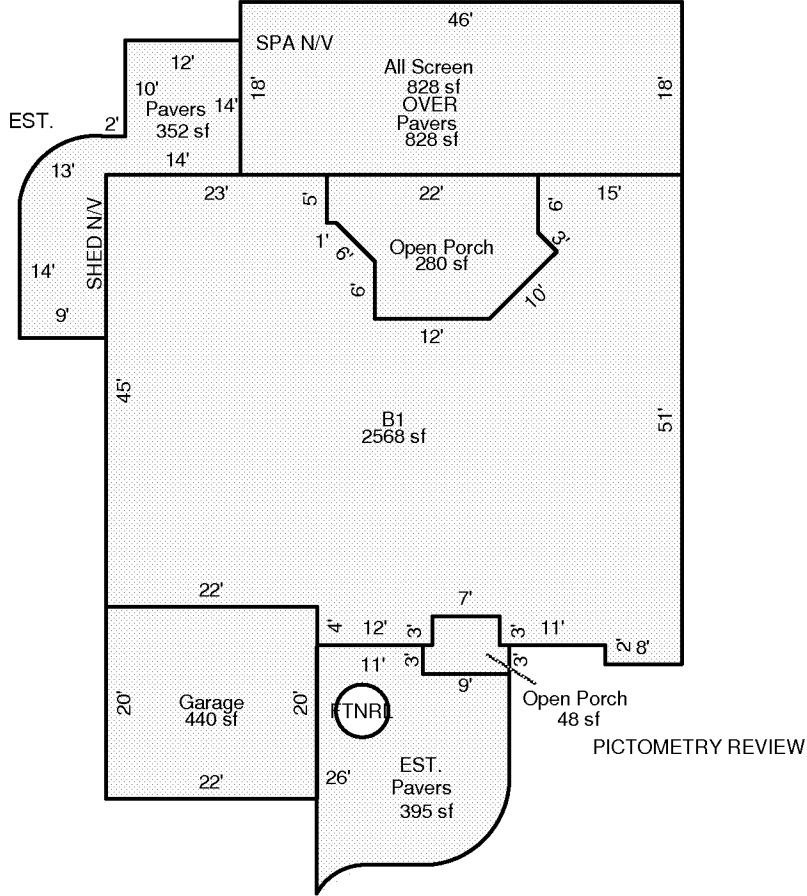 46'
SPA N/V
12'
All Screen
10'
18'
828 sf
18'
Pavers
14'
OVER
EST.
2'
352 sf
Pavers
828 sf
13'
14'
23'
5'
22'
6'
15'
SHED N/V
1'
6'
Open Porch
3'
14'
280 sf
6'
10'
9'
12'
45'
B1
51'
2568 sf
22'
7'
4'
12'
3'
3'
11'
2'
8'
11'
3'
3'
9'
20'
Garage
20'
FTNRL
Open Porch
440 sf
48 sf
PICTOMETRY REVIEW
22'
26'
EST.
Pavers
395 sf